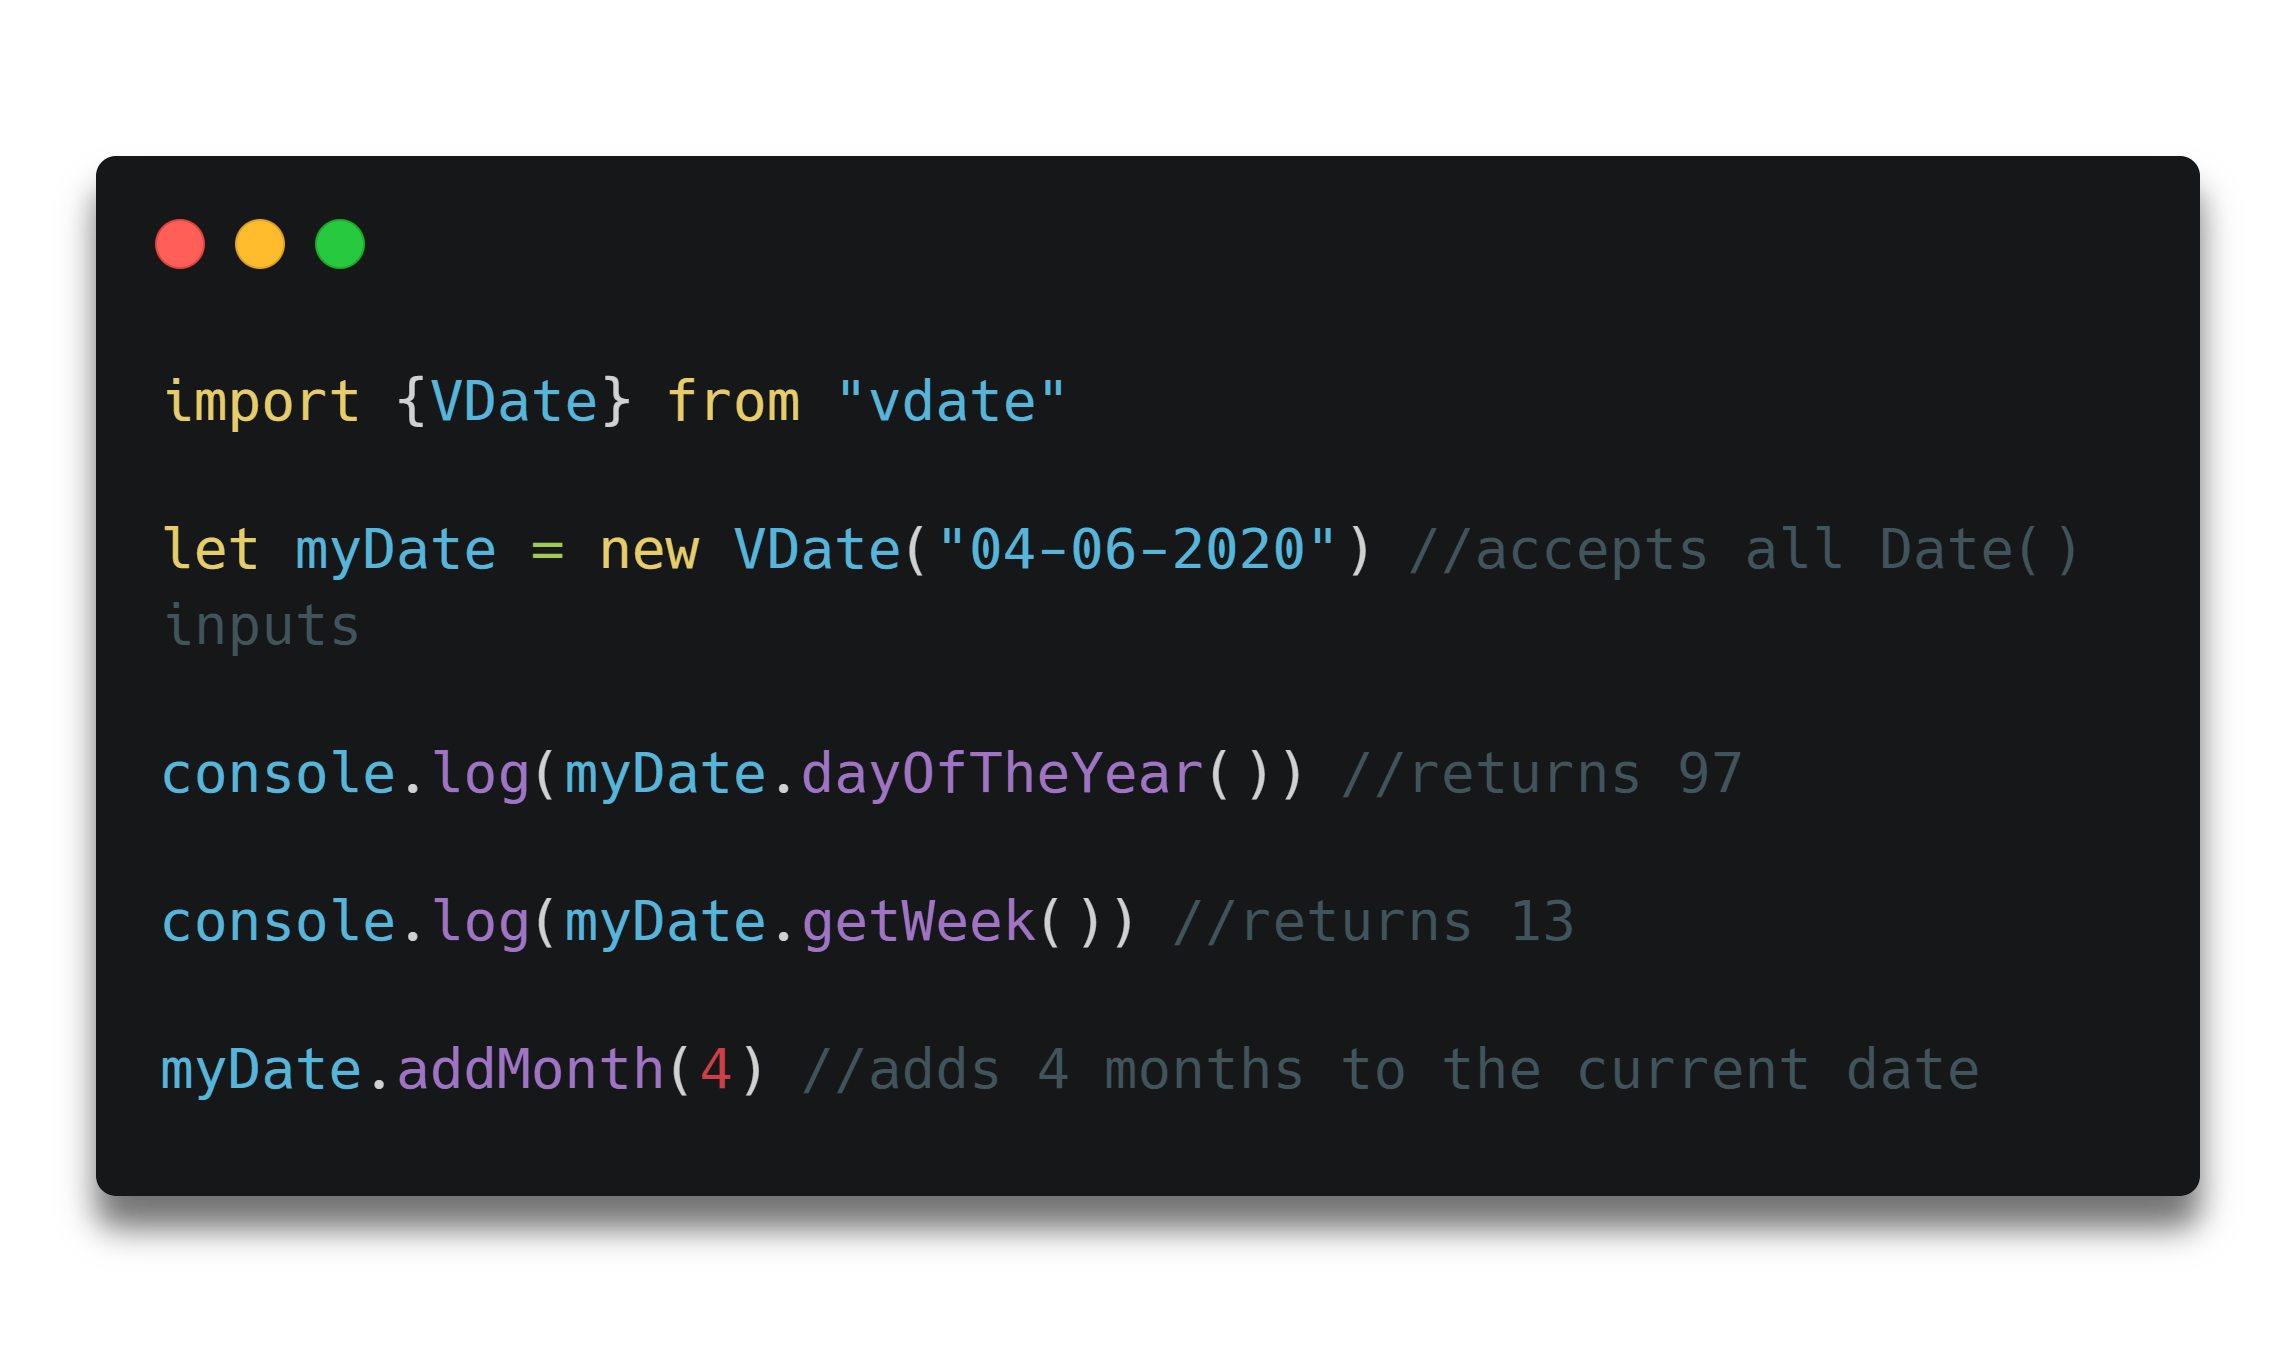 import {VDate} from "vdate"
let myDate = new VDate("04-06-2020") //accepts all Date()
inputs
console.log(myDate.dayOfTheYear()) //returns 97
console.log(myDate.getWeek()) //returns 13
myDate.addMonth(4) //adds 4 months to the current date